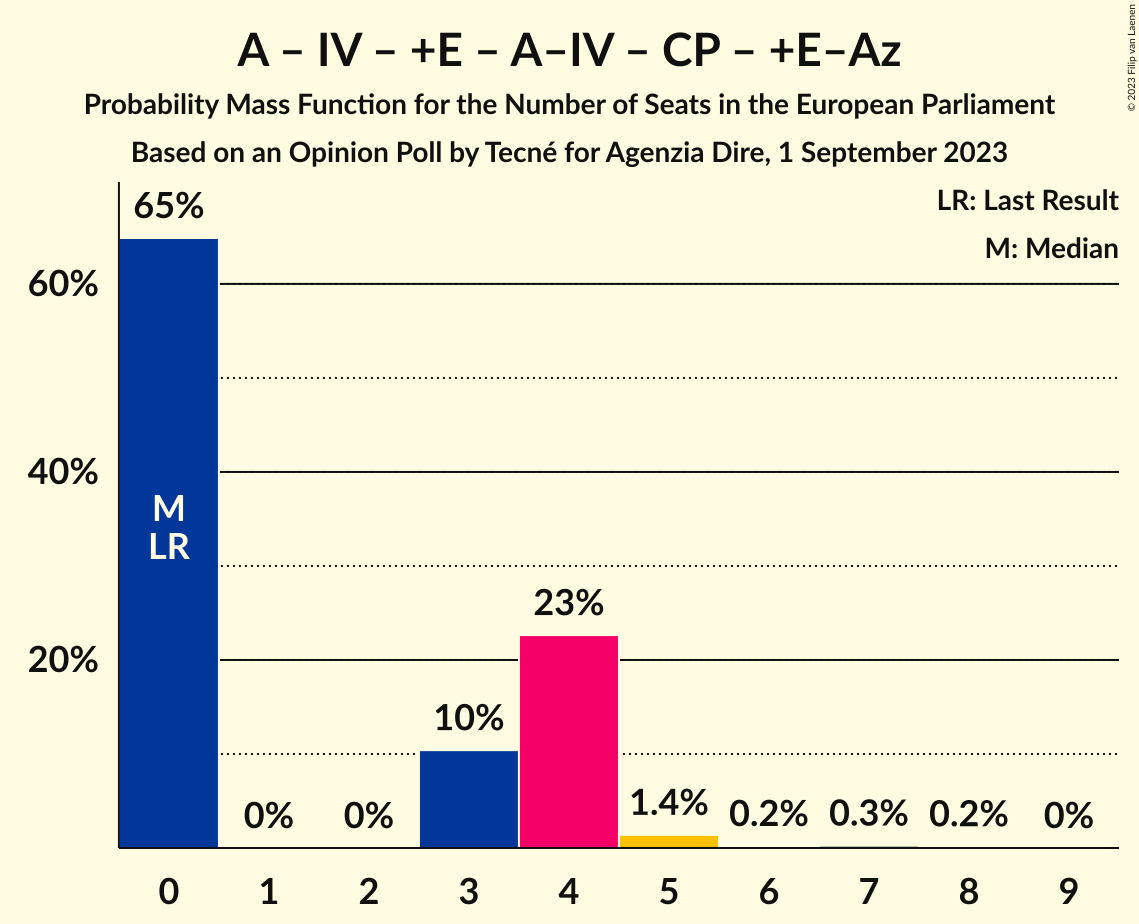 A – IV – +E – A–IV – CP – +E–Az
Probability Mass Function for the Number of Seats in the European Parliament
Based on an Opinion Poll by Tecné for Agenzia Dire, 1 September 2023
© 2023 Filip van Laenen
LR: Last Result
M: Median
60%
40%
20%
65%
M
LR
0%
0%
10%
23%
1.4%
0.2%
0.3%
0.2%
0%
0 1 2 3 4 5 6 7 8 9